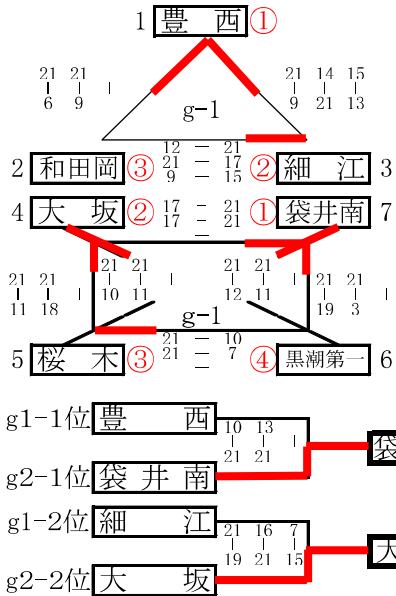 1 豊 西 ①
21 21
| | |
6 9
21 14 15
| | |
9 21 13
g-1
12 — 21
21 — 17
9 — 15
2 和田岡 ③ ② 細江 3
4 大 坂 ② 17 — 21 ① 袋井南 7
17 — 21
—
21 21
| | |
11 18
21 21
| | |
10 11
21 21
| | |
12 11
21 21
| | |
19 3
g-1
21 — 10
21 — 7
—
5 桜 木 ③ ④ 黒潮第一 6
g1-1位 豊 西
10 13
| | |
21 21
袋
g2-1位 袋 井 南
g1-2位 細 江
21 16 7
| | |
19 21 15
大
g2-2位 大 坂